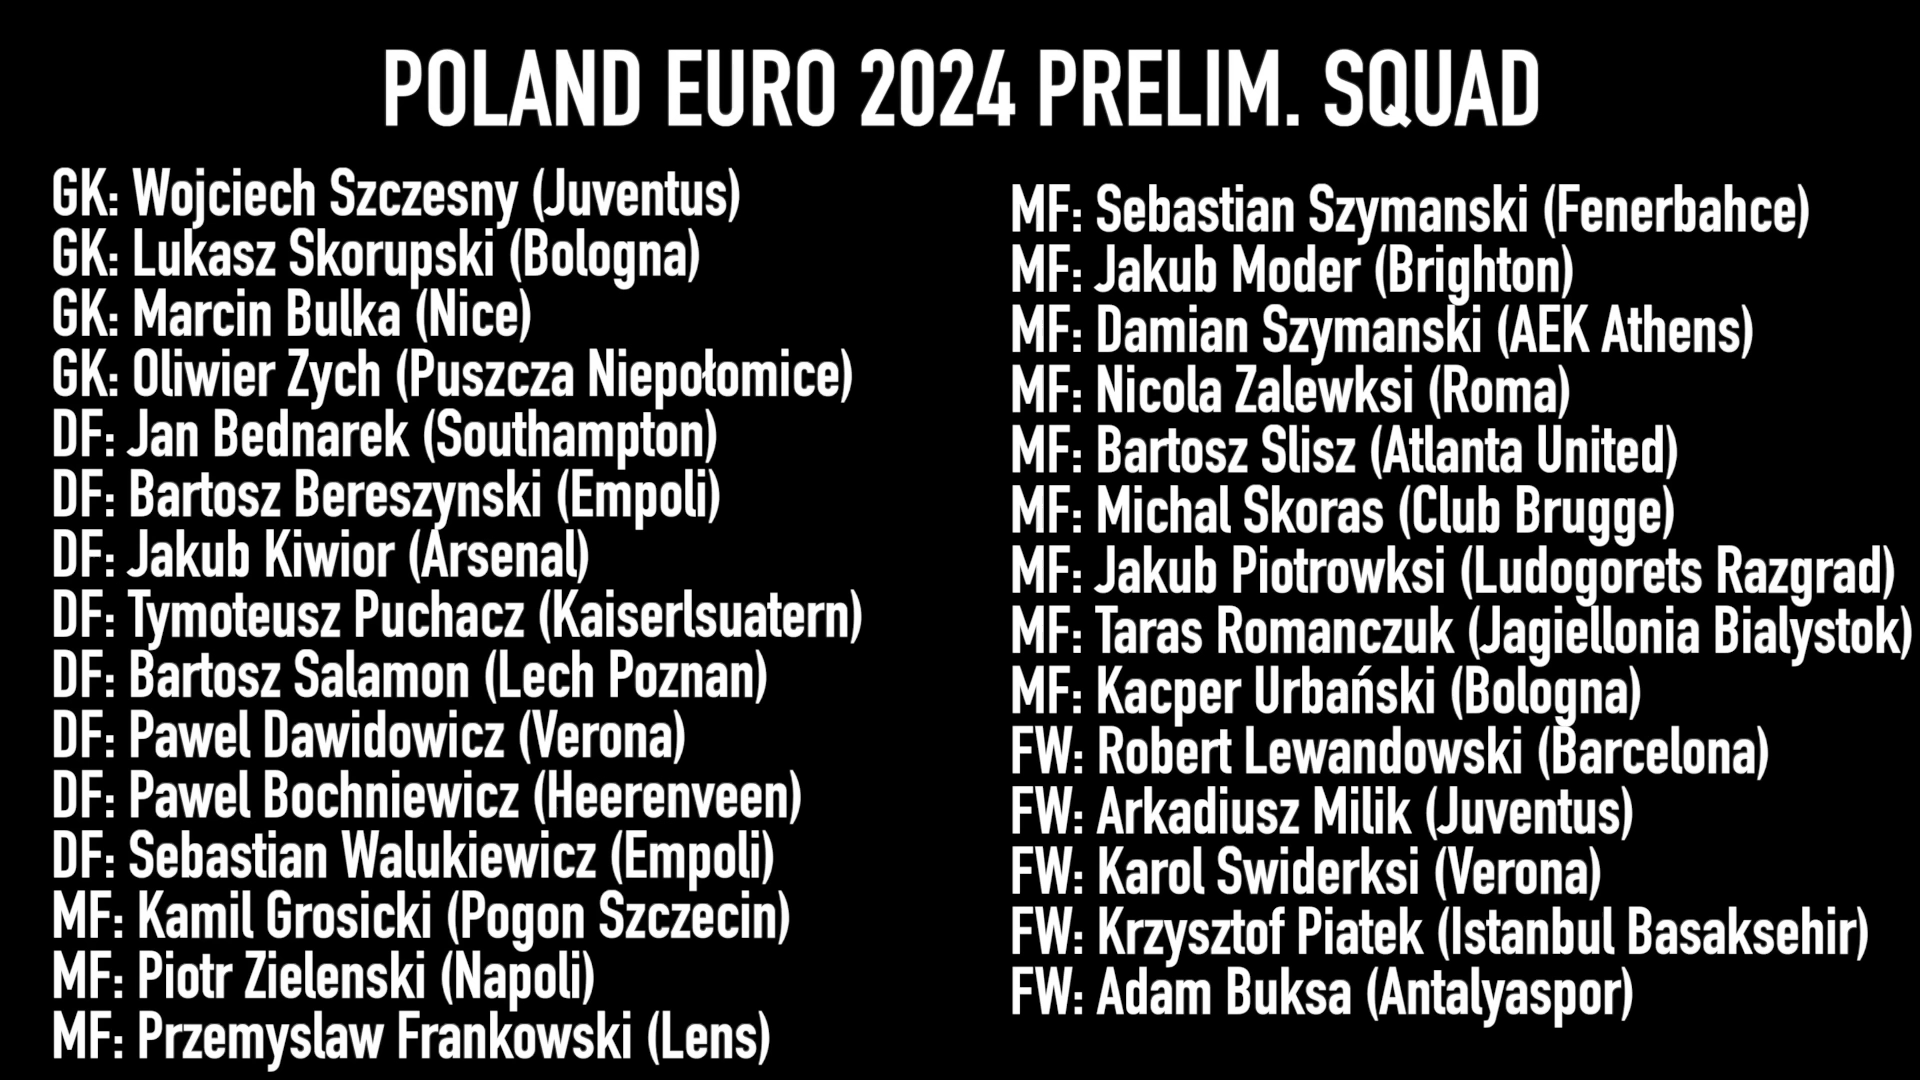 POLAND EURO 2024 PRELIM. SQUAD
GK: Wojciech Szczesny (Juventus)
GK: Lukasz Skorupski (Bologna)
GK: Marcin Bulka (Nice)
GK: Oliwier Zych (Puszcza Niepołomice)
DF: Jan Bednarek (Southampton)
DF: Bartosz Bereszynski (Empoli)
DF: Jakub Kiwior (Arsenal)
DF: Tymoteusz Puchacz (Kaiserlsuatern)
DF: Bartosz Salamon (Lech Poznan)
DF: Pawel Dawidowicz (Verona)
DF: Pawel Bochniewicz (Heerenveen)
DF: Sebastian Walukiewicz (Empoli)
MF: Kamil Grosicki (Pogon Szczecin)
MF: Piotr Zielenski (Napoli)
MF: Przemyslaw Frankowski (Lens)
MF: Sebastian Szymanski (Fenerbahce)
MF: Jakub Moder (Brighton)
MF: Damian Szymanski (AEK Athens)
MF: Nicola Zalewksi (Roma)
MF: Bartosz Slisz (Atlanta United)
MF: Michal Skoras (Club Brugge)
MF: Jakub Piotrowksi (Ludogorets Razgrad)
MF: Taras Romanczuk (Jagiellonia Bialystok)
MF: Kacper Urbański (Bologna)
FW: Robert Lewandowski (Barcelona)
FW: Arkadiusz Milik (Juventus)
FW: Karol Swiderksi (Verona)
FW: Krzysztof Piatek (Istanbul Basaksehir)
FW: Adam Buksa (Antalyaspor)